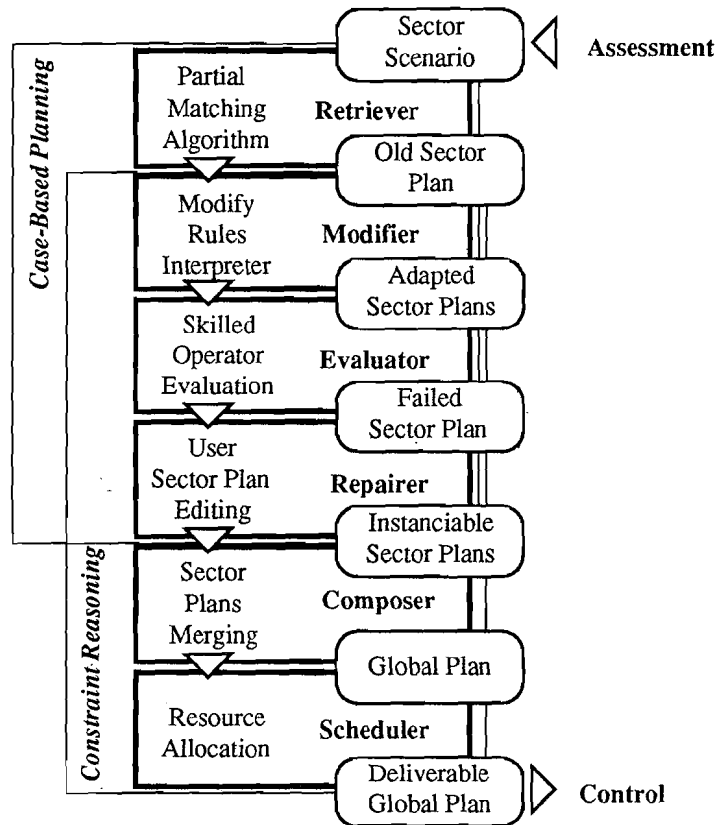 Sector
Scenario
Assessment
Case-Based Planning
Partial
Matching
Algorithm
Retriever
Old Sector
Plan
Modify
Rules
Interpreter
Modifier
Adapted
Sector Plans
Skilled
Operator
Evaluation
Evaluator
Failed
Sector Plan
User
Sector Plan
Editing
Repairer
Instanciable
Sector Plans
Constraint Reasoning
Sector
Plans
Merging
Composer
Global Plan
Resource
Allocation
Scheduler
Deliverable
Global Plan
Control